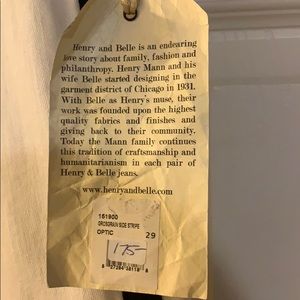 Henry and Belle is an endearing
love story about family, fashion and
philanthropy. Henry Mann and his
wife Belle started designing in the
garment district of Chicago in 1931.
With Belle as Henry's muse, their
work was founded upon the highest
quality fabrics and finishes and
giving back to their community.
Today the Mann family continues
this tradition of craftsmanship and
humanitarianism in each pair of
Henry & Belle jeans.
www.henryandbelle.com
151900
GROSGRAIN SIDE STRIPE
OPTIC
29
175-